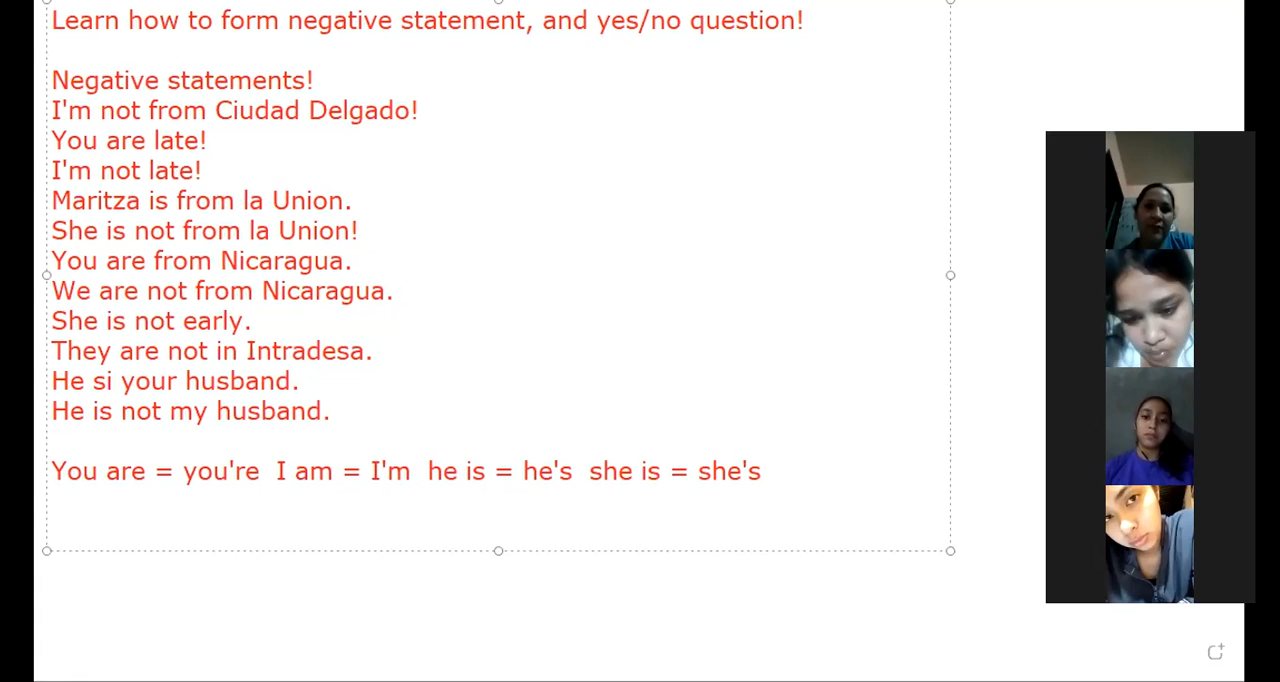 Learn how to form negative statement, and yes/no question!
Negative statements!
I'm not from Ciudad Delgado!
You are late!
I'm not late!
Maritza is from la Union.
She is not from la Union!
You are from Nicaragua.
We are not from Nicaragua.
She is not early.
They are not in Intradesa.
He si your husband.
He is not my husband.
You are = you're  I am = I'm  he is = he's  she is = she's